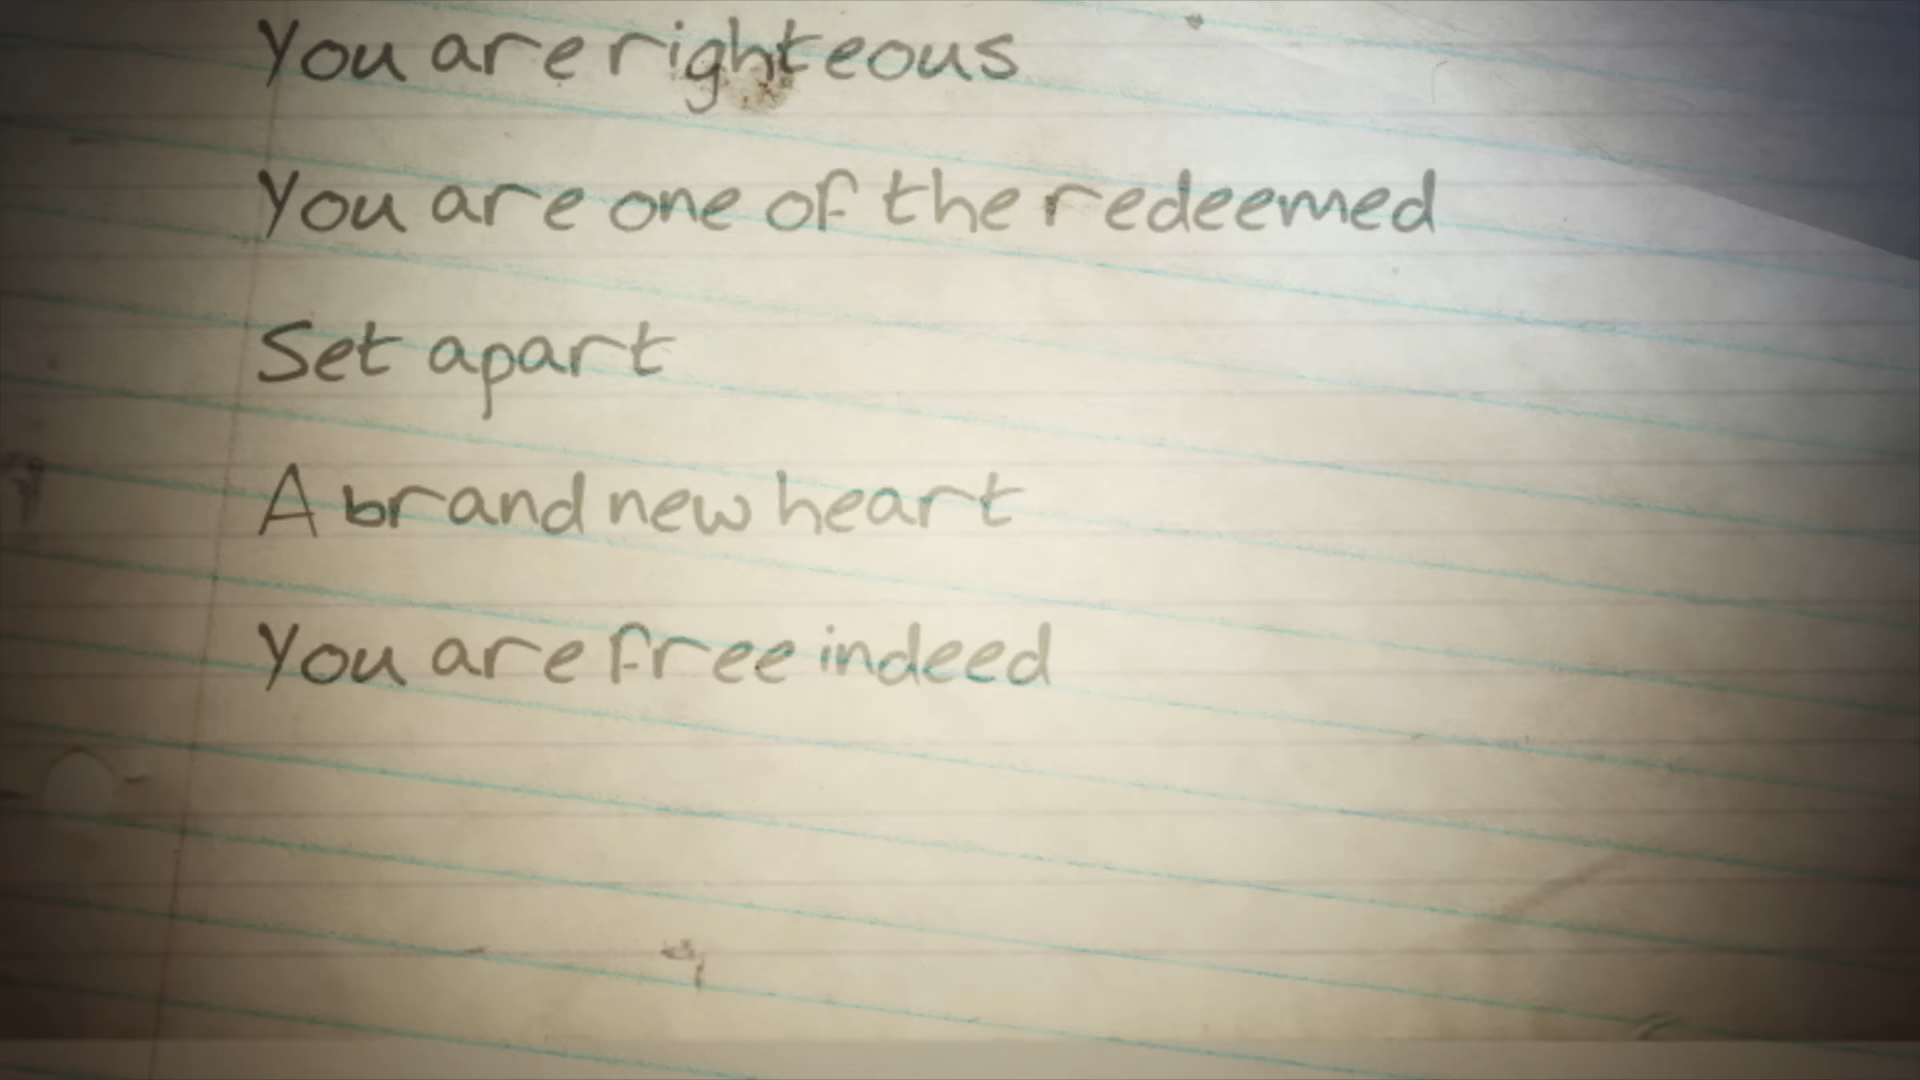 You are righteous
You are one of the redeemed
Set apart
A brand new heart
You are free indeed